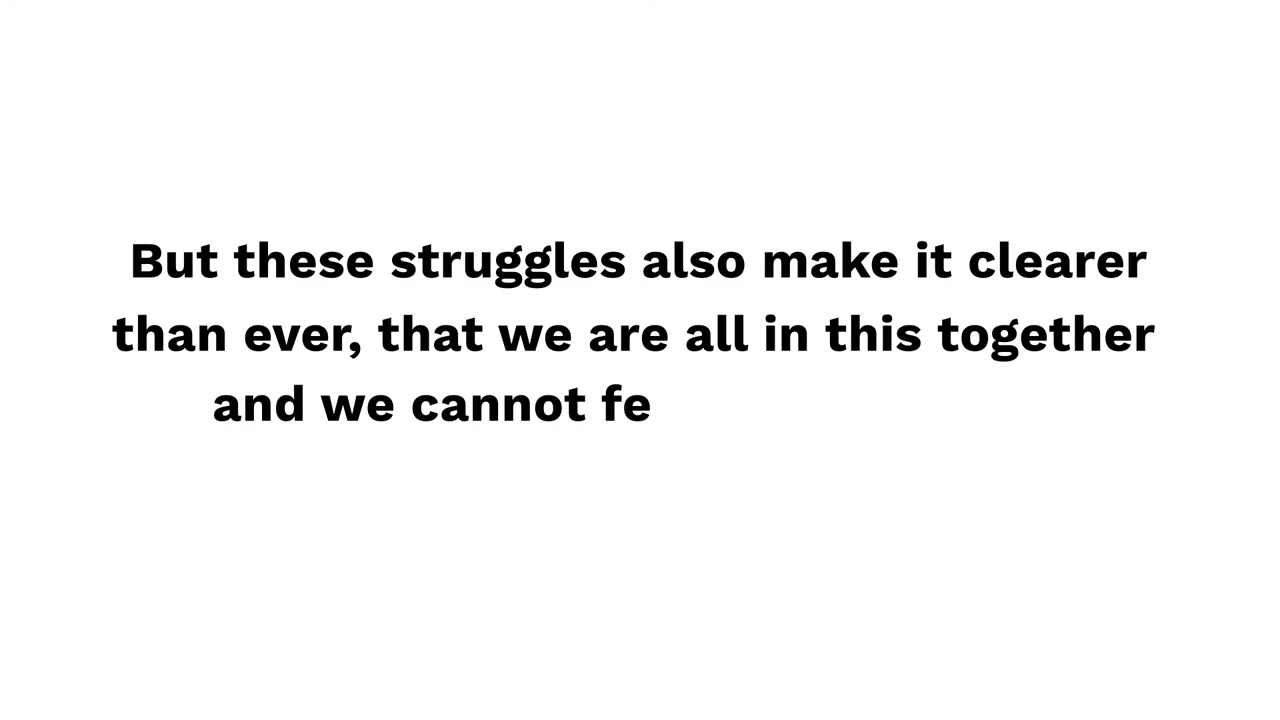 But these struggles also make it clearer
than ever, that we are all in this together
and we cannot fe